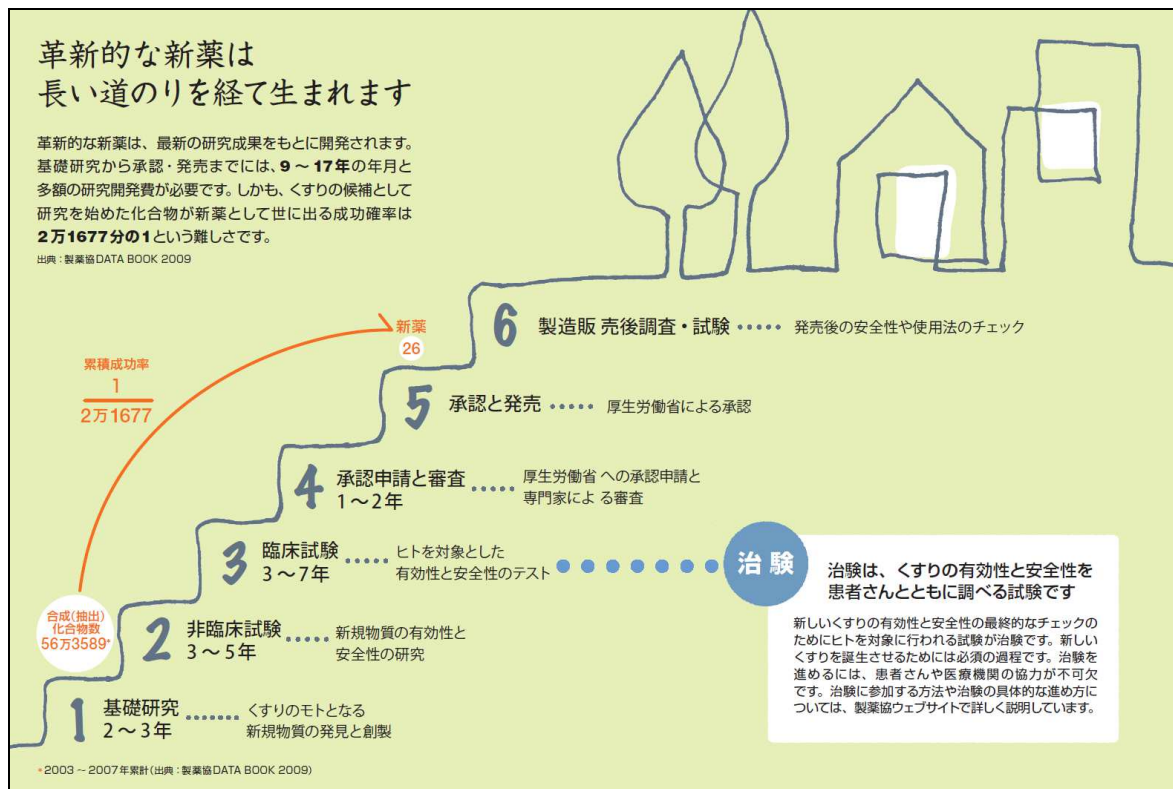 革新的な新薬は
長い道のりを経て生まれます
革新的な新薬は、最新の研究成果をもとに開発されます。
基礎研究から承認・発売までには、9～17年の年月と
多額の研究開発費が必要です。しかも、くすりの候補として
研究を始めた化合物が新薬として世に出る成功確率は
2万1677分の1という難しさです。
出典：製薬協DATA BOOK 2009
6 製造販 売後調査・試験 ····· 発売後の安全性や使用法のチェック
新薬
26
累積成功率
1
2万1677
5 承認と発売 ····· 厚生労働省による承認
4 承認申請と審査
1～2年 ····· 厚生労働省 への承認申請と
専門家によ る審査
3 臨床試験
3～7年 ····· ヒトを対象とした
有効性と安全性のテスト
治験
治験は、くすりの有効性と安全性を
患者さんとともに調べる試験です
新しいくすりの有効性と安全性の最終的なチェックの
ためにヒトを対象に行われる試験が治験です。新しい
くすりを誕生させるためには必須の過程です。治験を
進めるには、患者さんや医療機関の協力が不可欠
です。治験に参加する方法や治験の具体的な進め方に
ついては、製薬協ウェブサイトで詳しく説明しています。
合成(抽出)
化合物数
56万3589*
2 非臨床試験
3～5年 ····· 新規物質の有効性と
安全性の研究
1 基礎研究
2～3年 ······· くすりのモトとなる
新規物質の発見と創製
*2003～2007年累計(出典：製薬協DATA BOOK 2009)